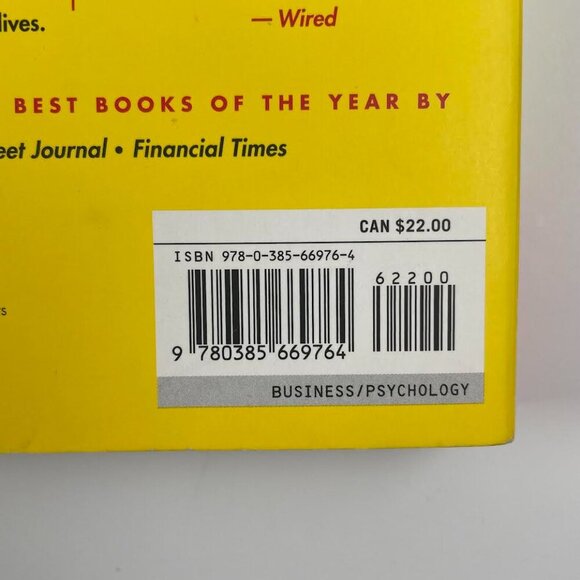 lives.
— Wired
BEST BOOKS OF THE YEAR BY
eet Journal • Financial Times
CAN $22.00
ISBN 978-0-385-66976-4
62200
9 780385 669764
BUSINESS/PSYCHOLOGY